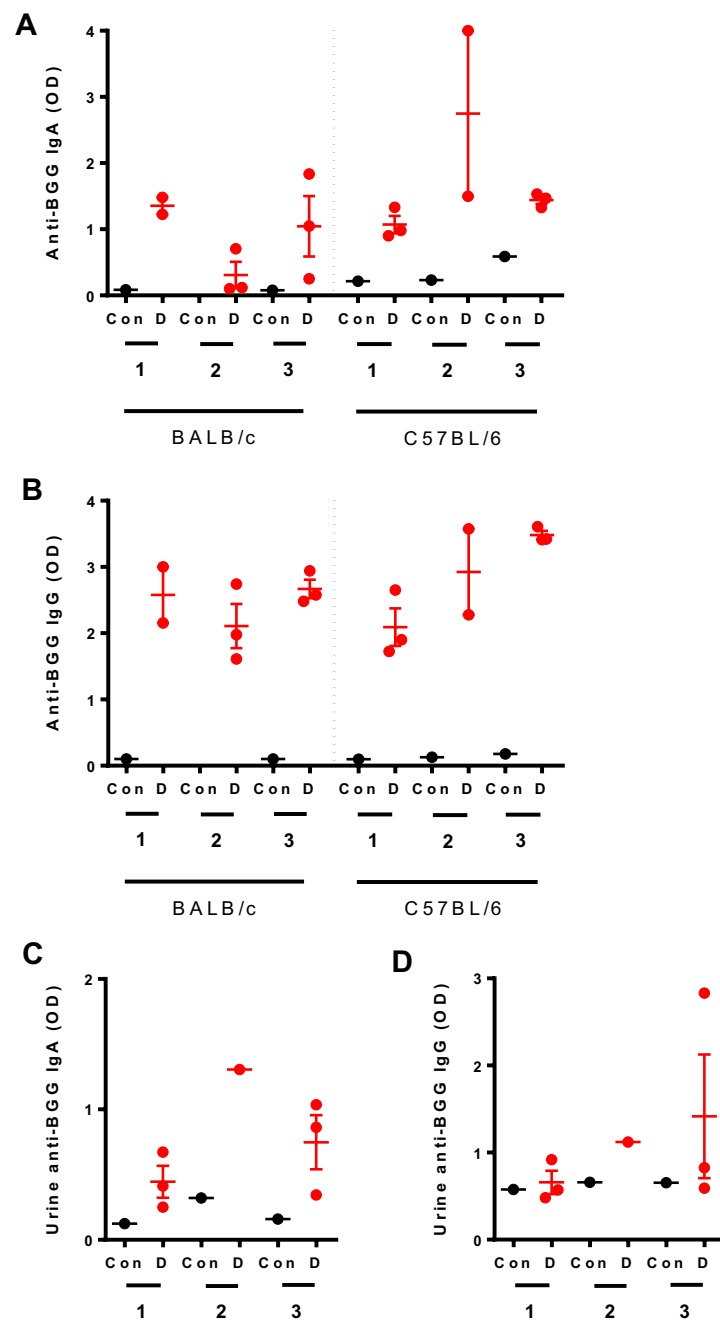 A
Anti-BGG IgA (OD)
4
3
2
1
0
Con D Con D Con D Con D Con D Con D
1 2 3 1 2 3
BALB/c C57BL/6
B
Anti-BGG IgG (OD)
4
3
2
1
0
Con D Con D Con D Con D Con D Con D
1 2 3 1 2 3
BALB/c C57BL/6
C
Urine anti-BGG IgA (OD)
2
1
0
Con D Con D Con D
1 2 3
D
Urine anti-BGG IgG (OD)
3
2
1
0
Con D Con D Con D
1 2 3